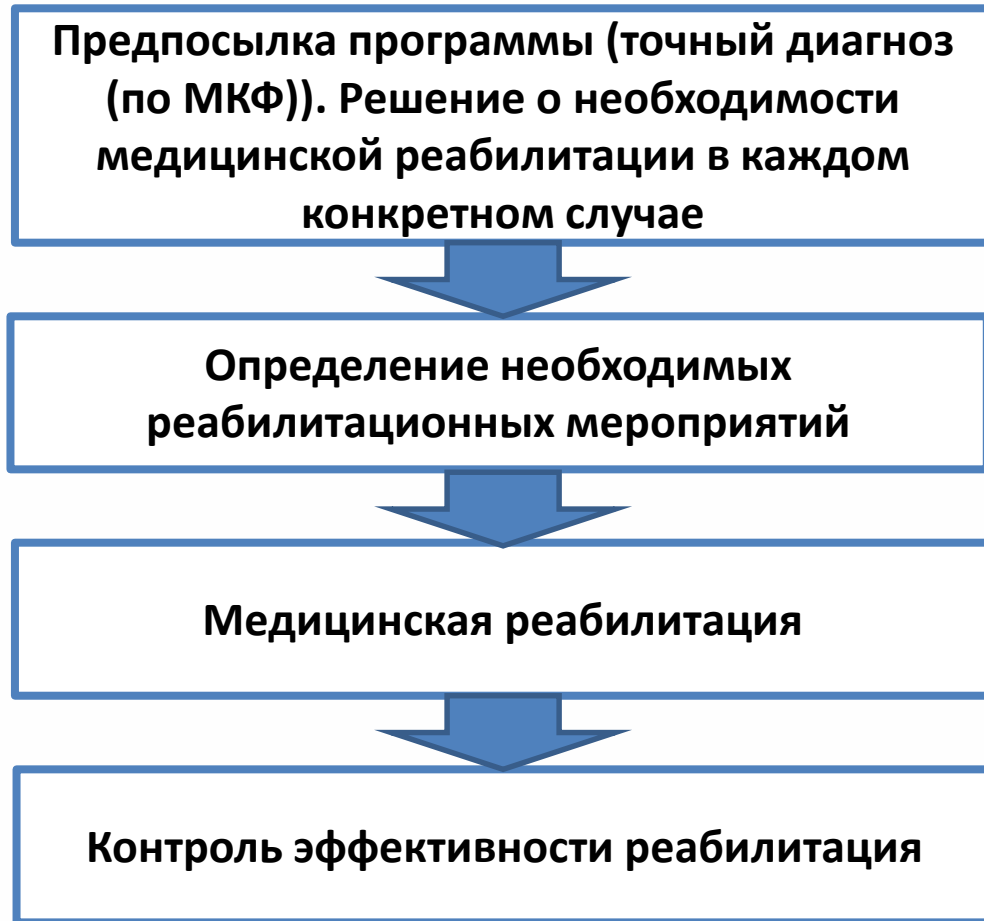 Предпосылка программы (точный диагноз
(по МКФ)). Решение о необходимости
медицинской реабилитации в каждом
конкретном случае
Определение необходимых
реабилитационных мероприятий
Медицинская реабилитация
Контроль эффективности реабилитация